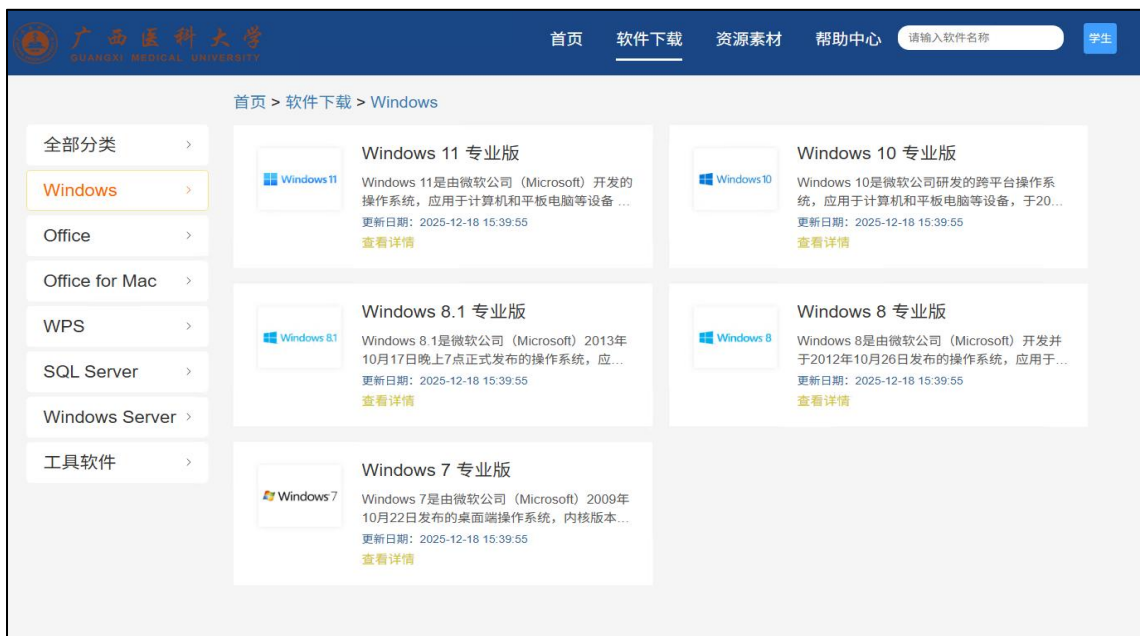 广西医科大学
GUANGXI MEDICAL UNIVERSITY
首页 软件下载 资源素材 帮助中心 请输入软件名称 学生
首页 > 软件下载 > Windows
全部分类
Windows
Office
Office for Mac
WPS
SQL Server
Windows Server
工具软件
Windows 11
Windows 11 专业版
Windows 11是由微软公司（Microsoft）开发的
操作系统，应用于计算机和平板电脑等设备 ...
更新日期：2025-12-18 15:39:55
查看详情
Windows 10
Windows 10 专业版
Windows 10是微软公司研发的跨平台操作系
统，应用于计算机和平板电脑等设备，于20...
更新日期：2025-12-18 15:39:55
查看详情
Windows 8.1
Windows 8.1 专业版
Windows 8.1是微软公司（Microsoft）2013年
10月17日晚上7点正式发布的操作系统，应...
更新日期：2025-12-18 15:39:55
查看详情
Windows 8
Windows 8 专业版
Windows 8是由微软公司（Microsoft）开发并
于2012年10月26日发布的操作系统，应用于...
更新日期：2025-12-18 15:39:55
查看详情
Windows 7
Windows 7 专业版
Windows 7是由微软公司（Microsoft）2009年
10月22日发布的桌面端操作系统，内核版本...
更新日期：2025-12-18 15:39:55
查看详情